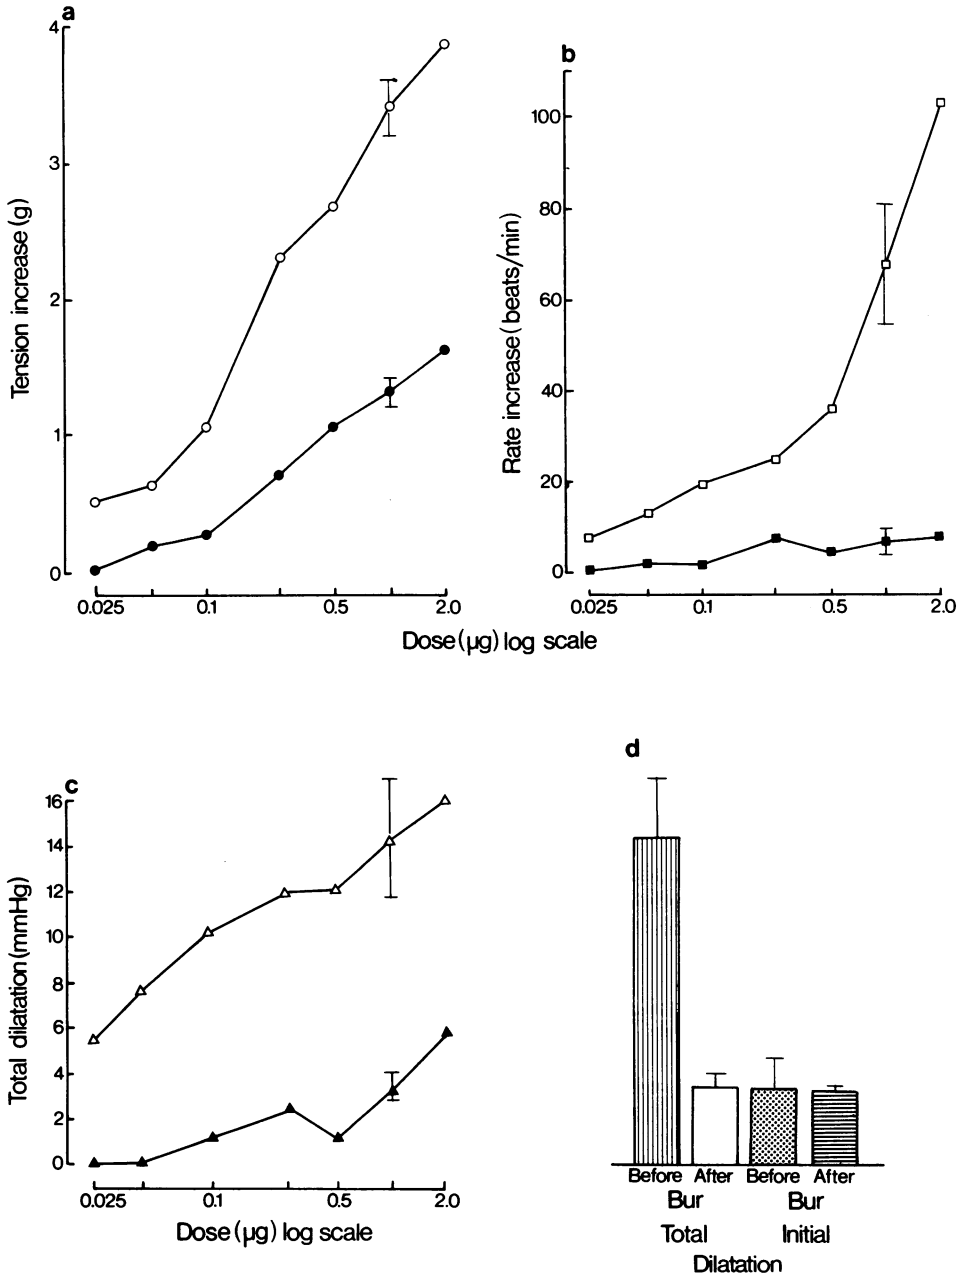 a
4
3
2
1
0
Tension increase (g)
0.025 0.1 0.5 2.0
b
100
80
60
40
20
0
Rate increase (beats/min)
0.025 0.1 0.5 2.0
Dose (µg) log scale
c
16
14
12
10
8
6
4
2
0
Total dilatation (mmHg)
0.025 0.1 0.5 2.0
Dose (µg) log scale
d
Before After Before After
Bur Bur
Total Initial
Dilatation